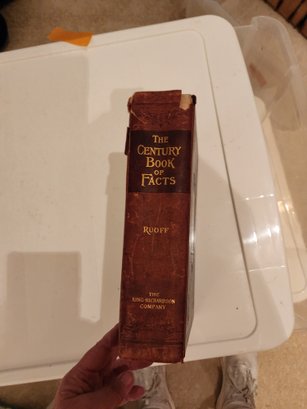 THE
CENTURY
BOOK
OF
FACTS
RUOFF
THE
KING-RICHARDSON
COMPANY